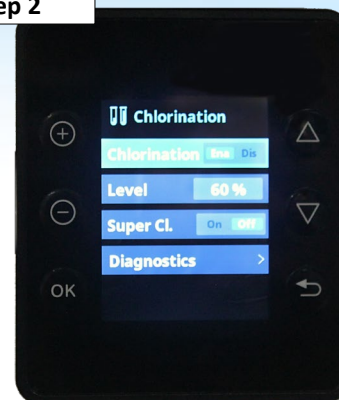 ep 2
Chlorination
Chlorination Ena Dis
Level 60 %
Super Cl. On Off
Diagnostics >
OK